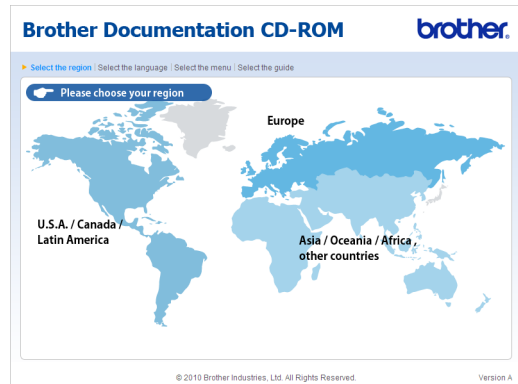 Brother Documentation CD-ROM
brother.
Select the region | Select the language | Select the menu | Select the guide
Please choose your region
Europe
U.S.A. / Canada /
Latin America
Asia / Oceania / Africa ,
other countries
© 2010 Brother Industries, Ltd. All Rights Reserved.
Version A